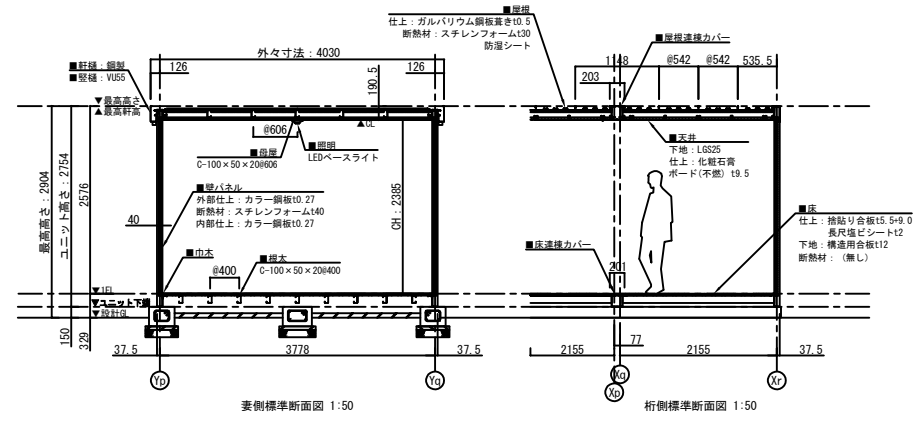 ■屋根
仕上：ガルバリウム鋼板葺きt0.5
断熱材：スチレンフォームt30
防湿シート
■屋根連棟カバー
外々寸法：4030
126
126
190.5
1148
@542
@542
535.5
203
■軒樋：鋼製
■竪樋：VU55
▼最高高さ
▲最高軒高
▲CL
@606
■母屋
C-100×50×20@606
■照明
LEDベースライト
■天井
下地：LGS25
仕上：化粧石膏
ボード(不燃) t9.5
■壁パネル
外部仕上：カラー鋼板t0.27
断熱材：スチレンフォームt40
内部仕上：カラー鋼板t0.27
40
CH：2385
最高高さ：2904
ユニット高さ：2754
2576
■床
仕上：捨貼り合板t5.5+9.0
長尺塩ビシートt2
下地：構造用合板t12
断熱材：（無し）
■床連棟カバー
201
■巾木
@400
■根太
C-100×50×20@400
▼1FL
▼ユニット下端
▼設計GL
150
329
37.5
3778
37.5
2155
77
2155
37.5
Yp
Yq
Xq
Xp
Xr
妻側標準断面図 1:50
桁側標準断面図 1:50